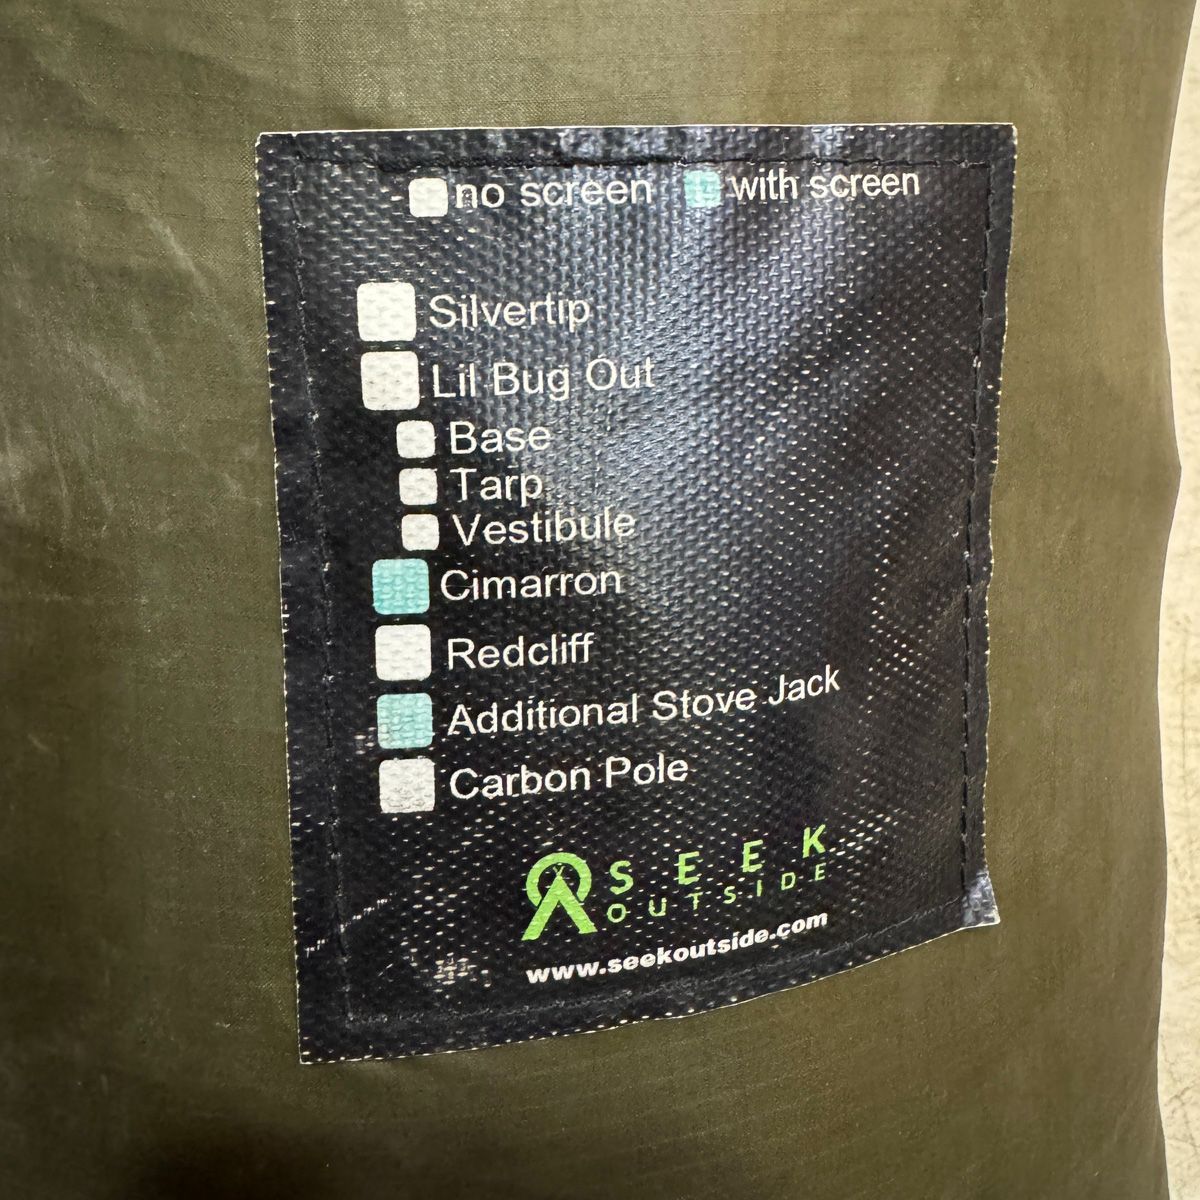 no screen with screen
Silvertip
Lil Bug Out
Base
Tarp
Vestibule
Cimarron
Redcliff
Additional Stove Jack
Carbon Pole
SEEK
OUTSIDE
www.seekoutside.com